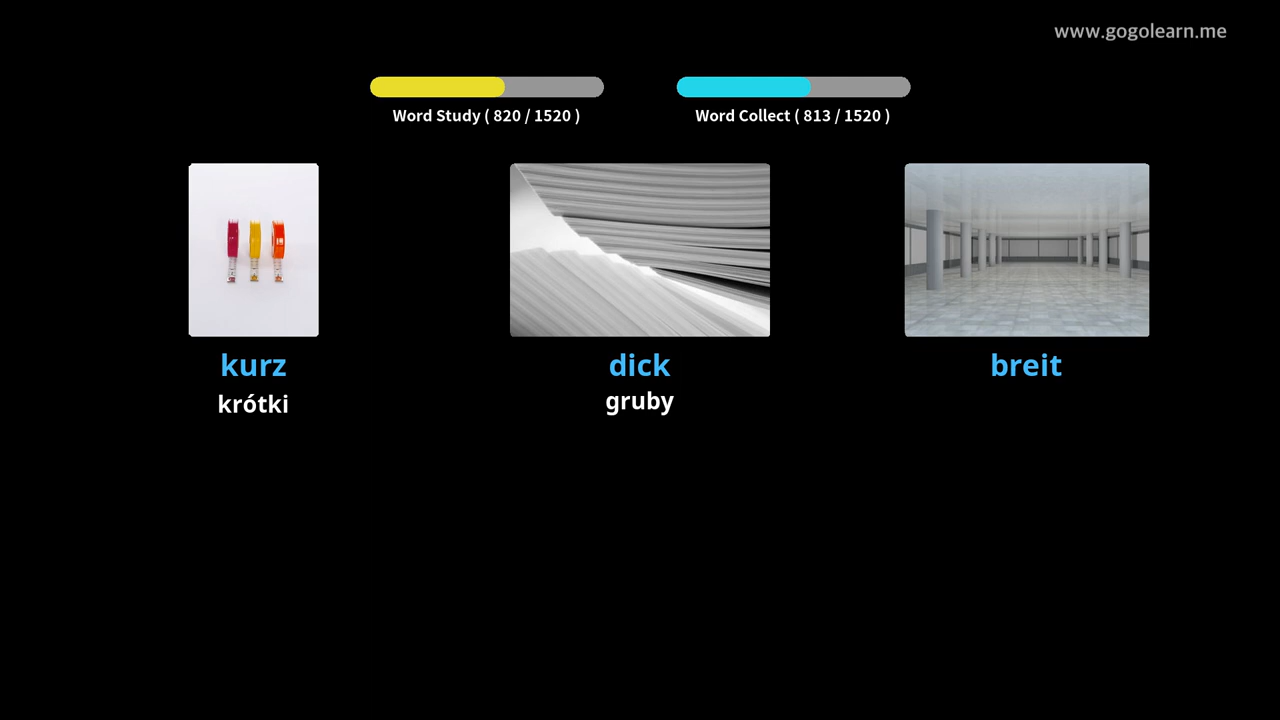 www.gogolearn.me
Word Study ( 820 / 1520 )
Word Collect ( 813 / 1520 )
kurz
krótki
dick
gruby
breit